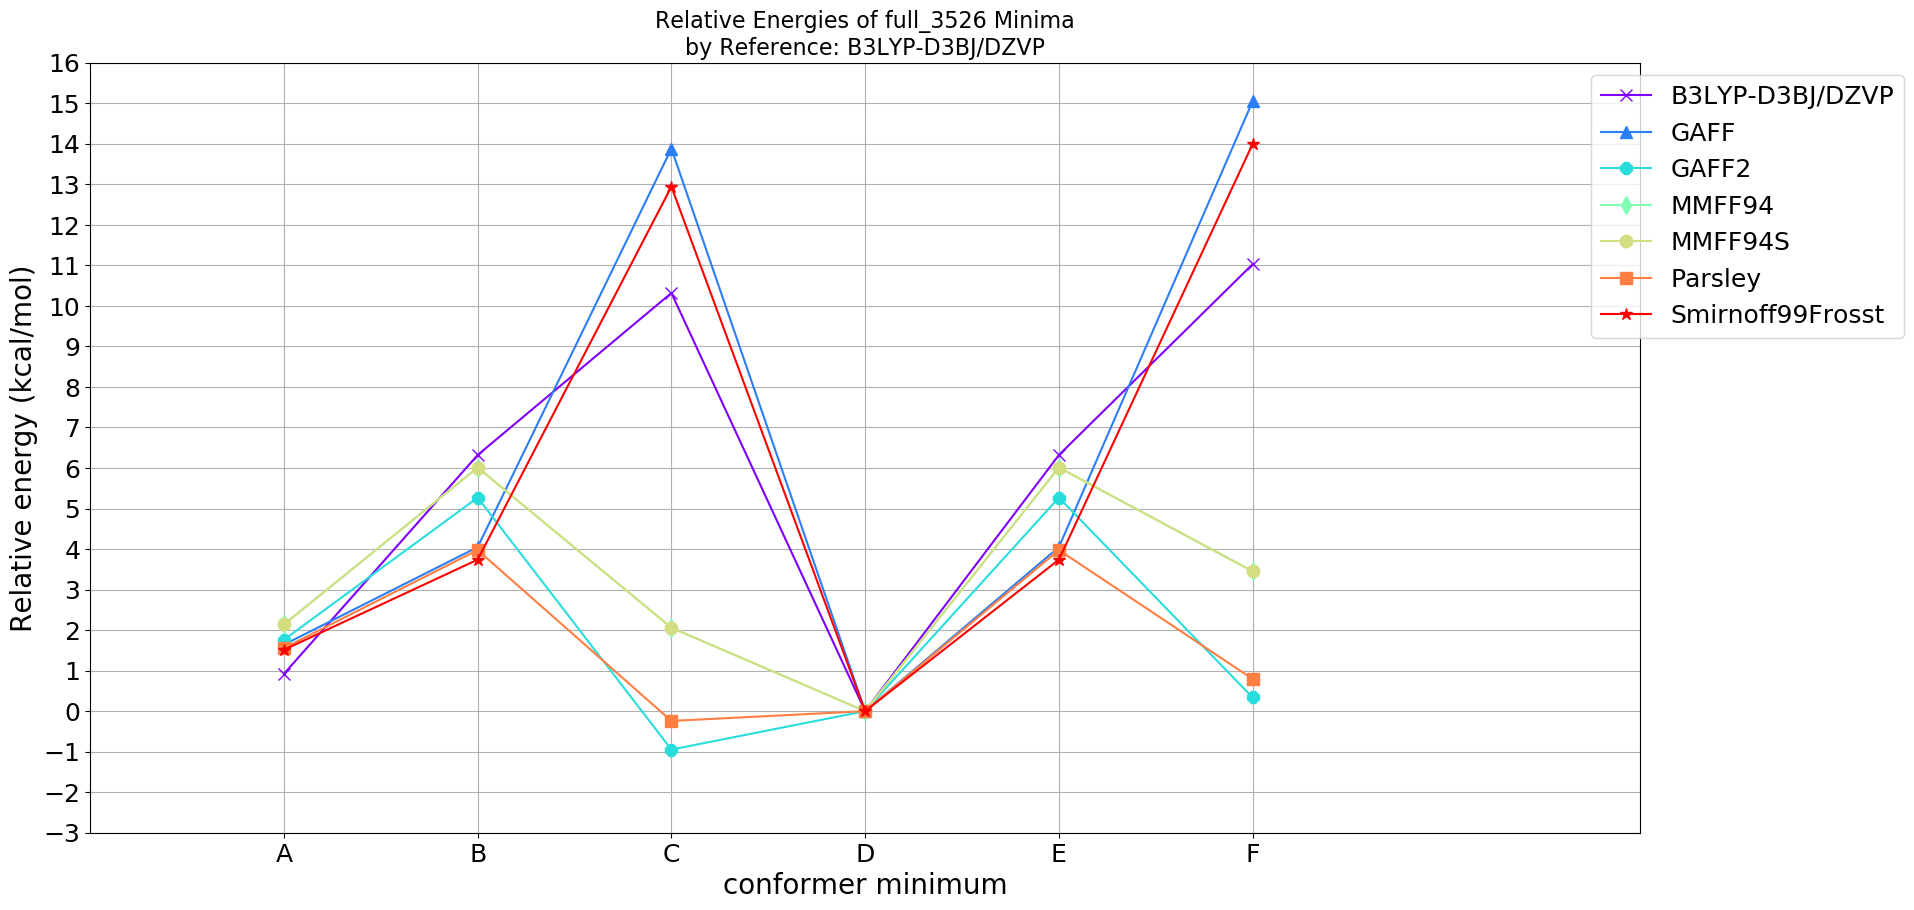 Relative Energies of full_3526 Minima
by Reference: B3LYP-D3BJ/DZVP
16
15
14
13
12
11
10
9
8
7
6
5
4
3
2
1
0
−1
−2
−3
Relative energy (kcal/mol)
A B C D E F
conformer minimum
B3LYP-D3BJ/DZVP
GAFF
GAFF2
MMFF94
MMFF94S
Parsley
Smirnoff99Frosst